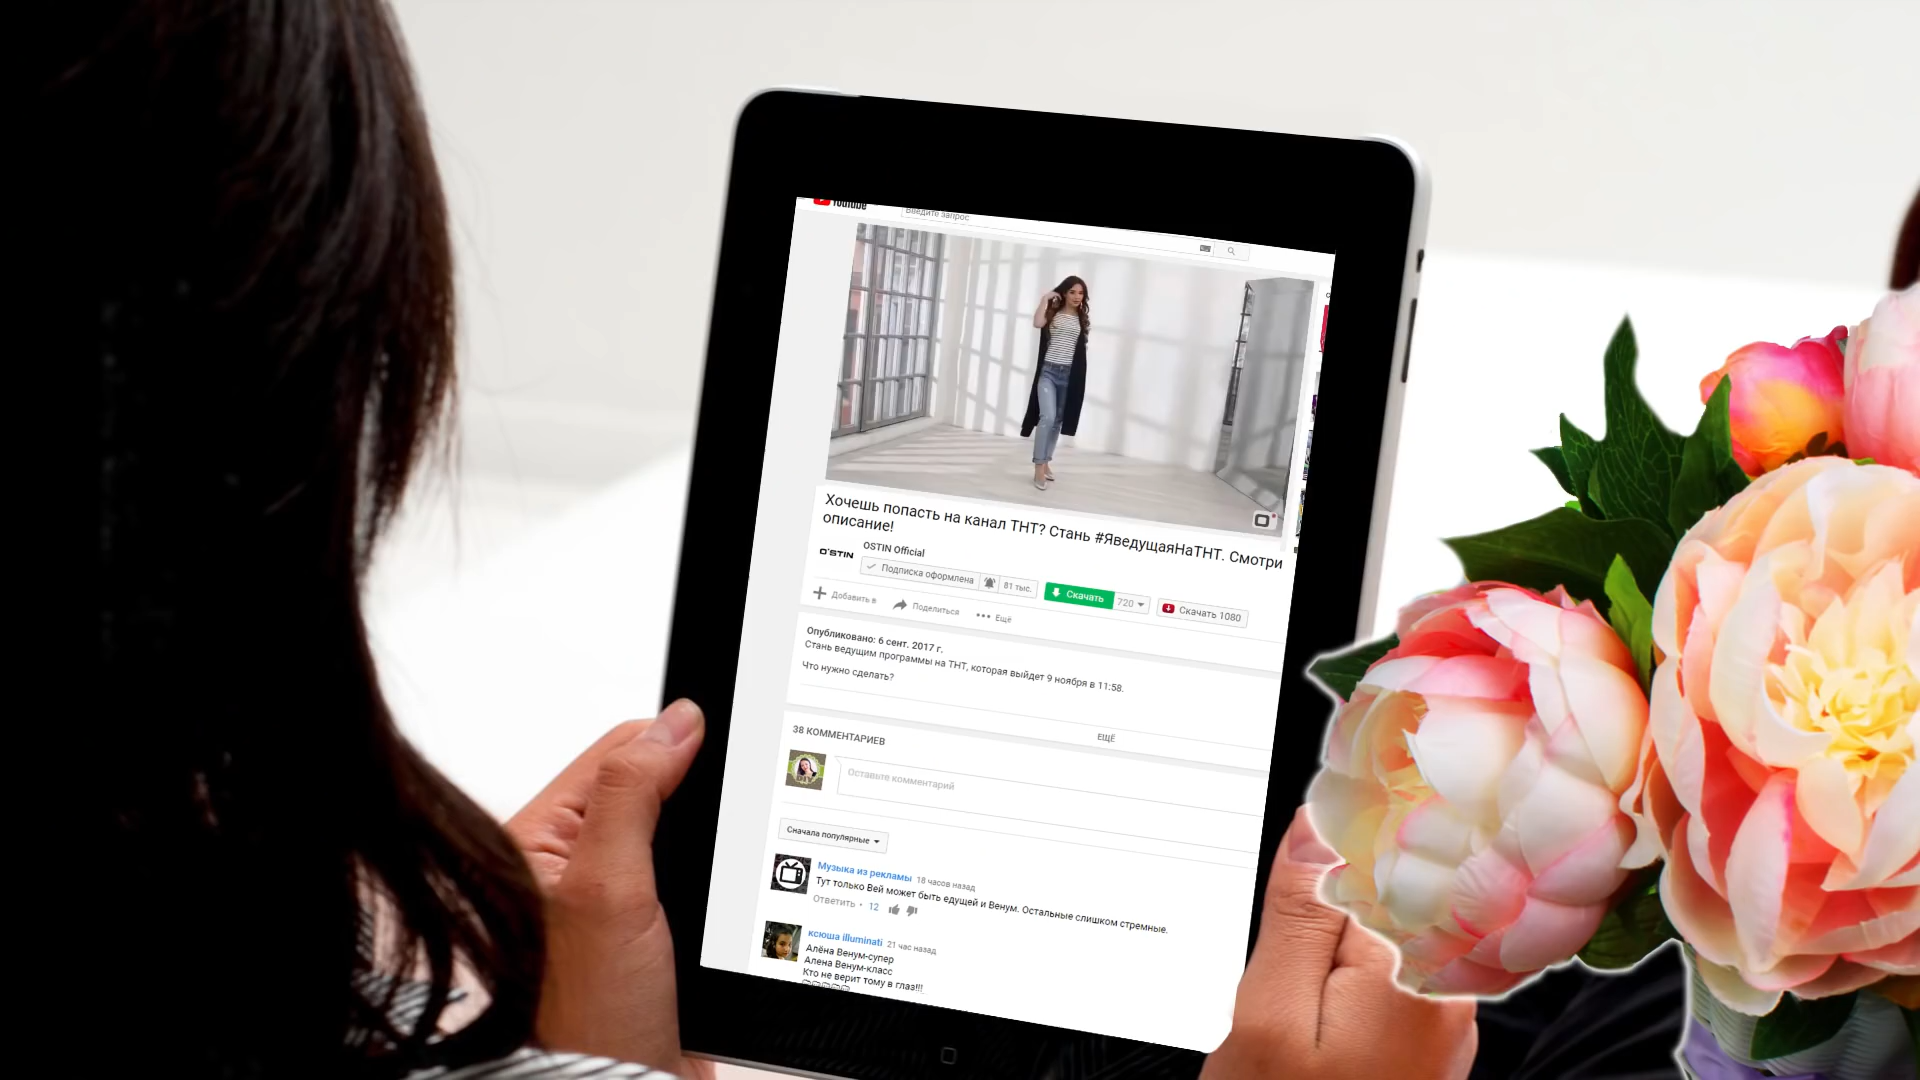 YouTube
Введите запрос
Хочешь попасть на канал ТНТ? Стань #ЯведущаяНаТНТ. Смотри
описание!
O'STIN
OSTIN Official
Подписка оформлена 81 тыс. Скачать 720 Скачать 1080
Добавить в Поделиться Ещё
Опубликовано: 6 сент. 2017 г.
Стань ведущим программы на ТНТ, которая выйдет 9 ноября в 11:58.
Что нужно сделать?
ЕЩЁ
38 КОММЕНТАРИЕВ
Оставьте комментарий
Сначала популярные
Музыка из рекламы 18 часов назад
Тут только Вей может быть едущей и Венум. Остальные слишком стремные.
Ответить • 12
ксюша illuminati 21 час назад
Алёна Венум-супер
Алена Венум-класс
Кто не верит тому в глаз!!!